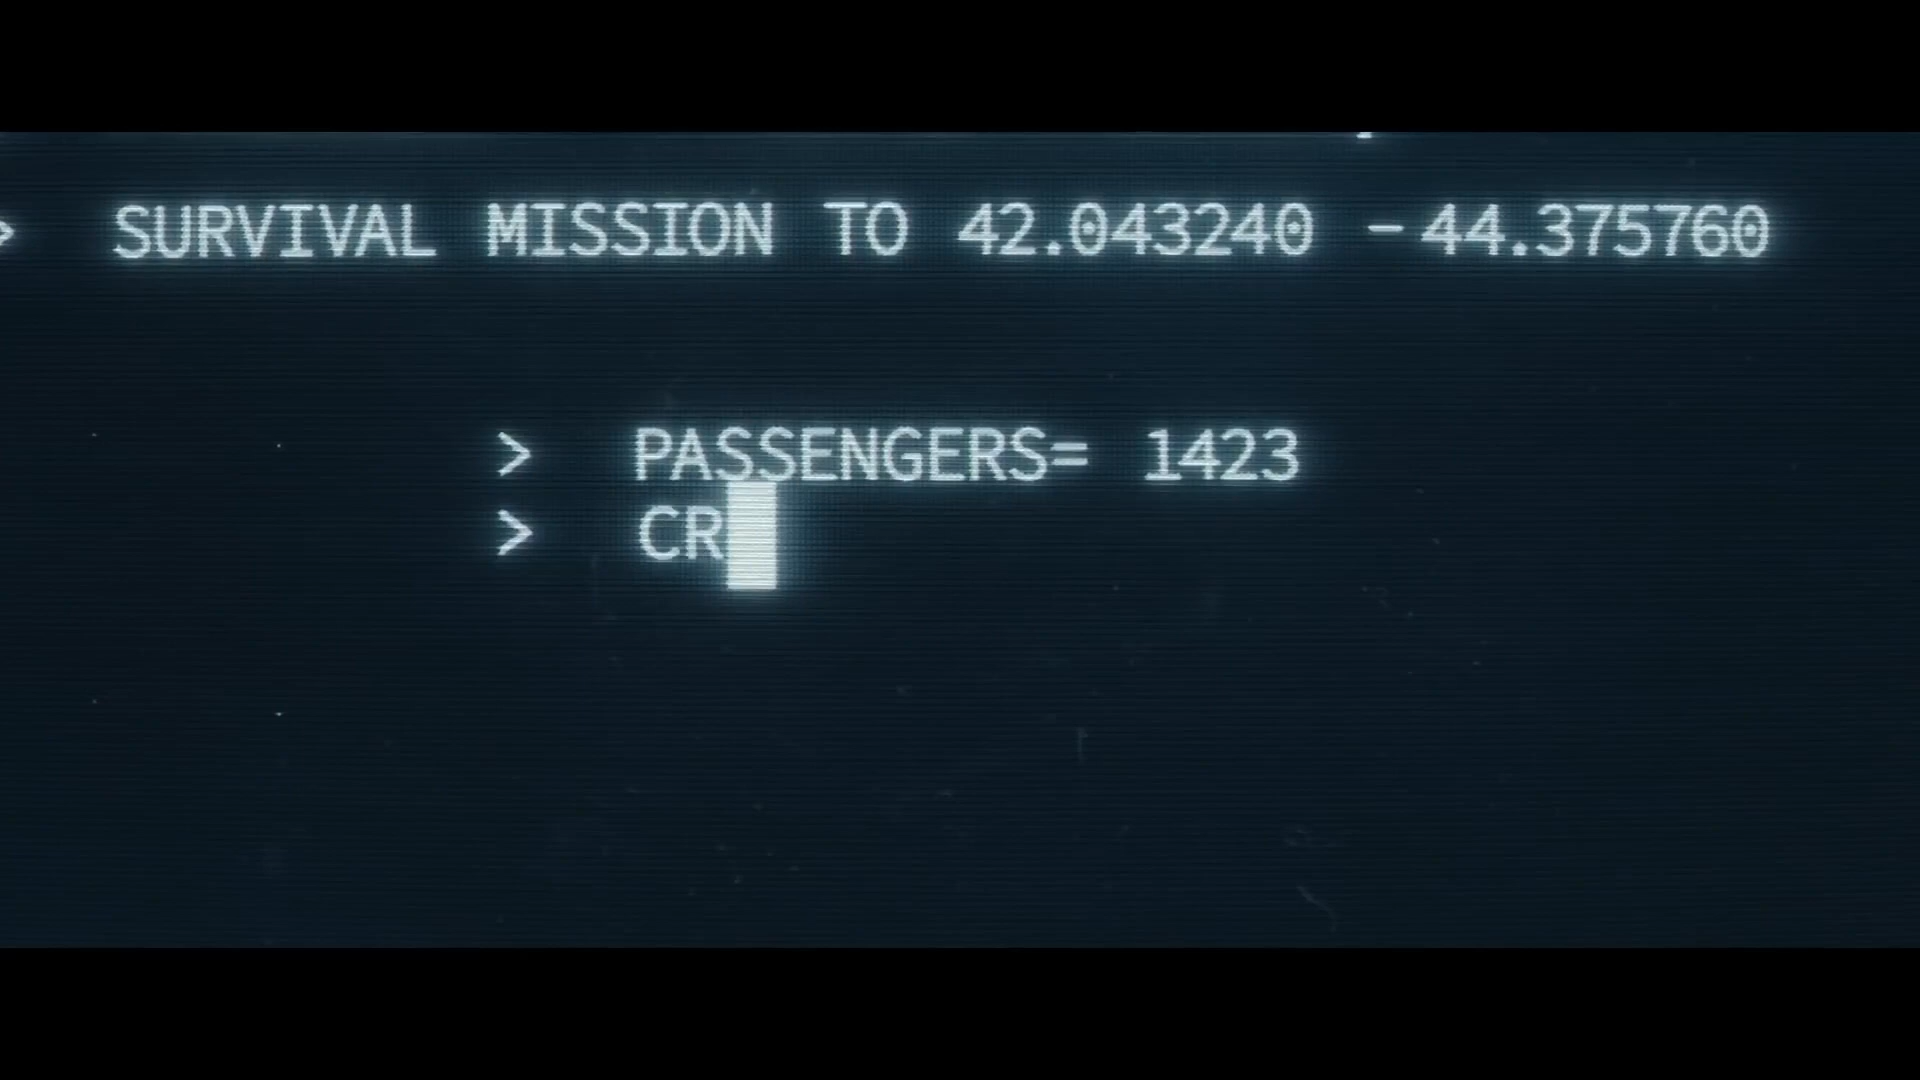 > SURVIVAL MISSION TO 42.043240 -44.375760
> PASSENGERS= 1423
> CR